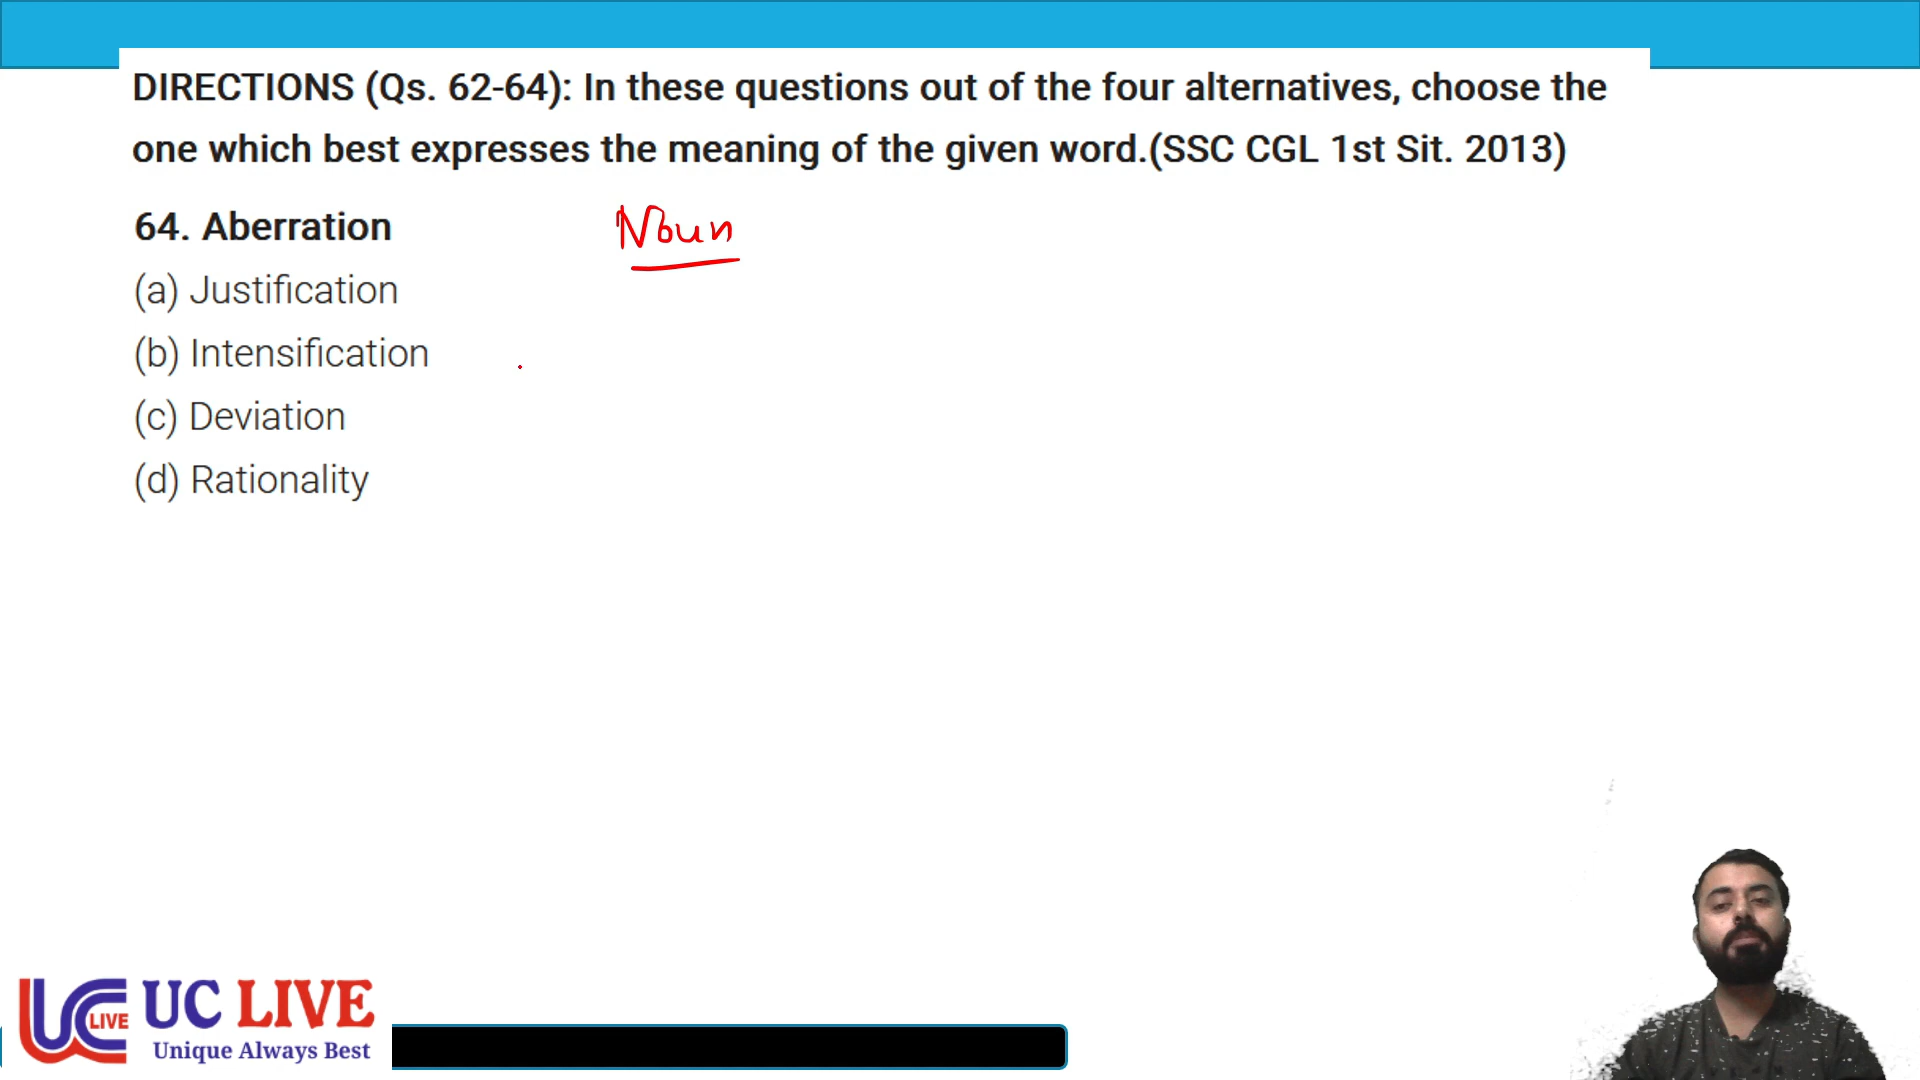 DIRECTIONS (Qs. 62-64): In these questions out of the four alternatives, choose the
one which best expresses the meaning of the given word.(SSC CGL 1st Sit. 2013)
64. Aberration
Noun
(a) Justification
(b) Intensification
(c) Deviation
(d) Rationality
UC LIVE UC LIVE
Unique Always Best